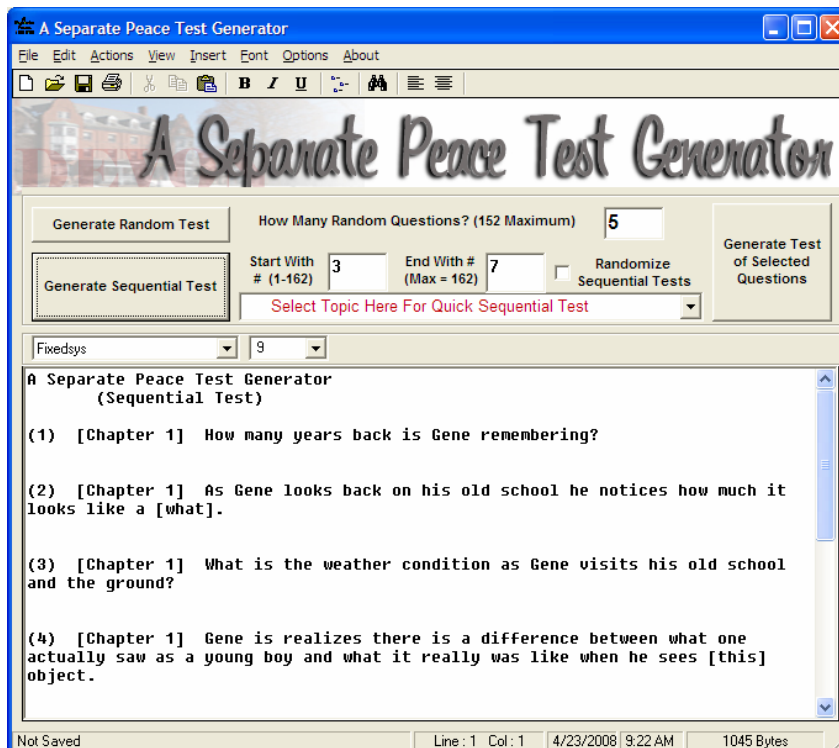 A Separate Peace Test Generator
File Edit Actions View Insert Font Options About
B I U
A Separate Peace Test Generator
Generate Random Test
How Many Random Questions? (152 Maximum)
5
Generate Test
of Selected
Questions
Generate Sequential Test
Start With
# (1-162)
3
End With #
(Max = 162)
7
Randomize
Sequential Tests
Select Topic Here For Quick Sequential Test
Fixedsys
9
A Separate Peace Test Generator
(Sequential Test)
(1) [Chapter 1] How many years back is Gene remembering?
(2) [Chapter 1] As Gene looks back on his old school he notices how much it
looks like a [what].
(3) [Chapter 1] What is the weather condition as Gene visits his old school
and the ground?
(4) [Chapter 1] Gene is realizes there is a difference between what one
actually saw as a young boy and what it really was like when he sees [this]
object.
Not Saved
Line : 1 Col : 1
4/23/2008
9:22 AM
1045 Bytes